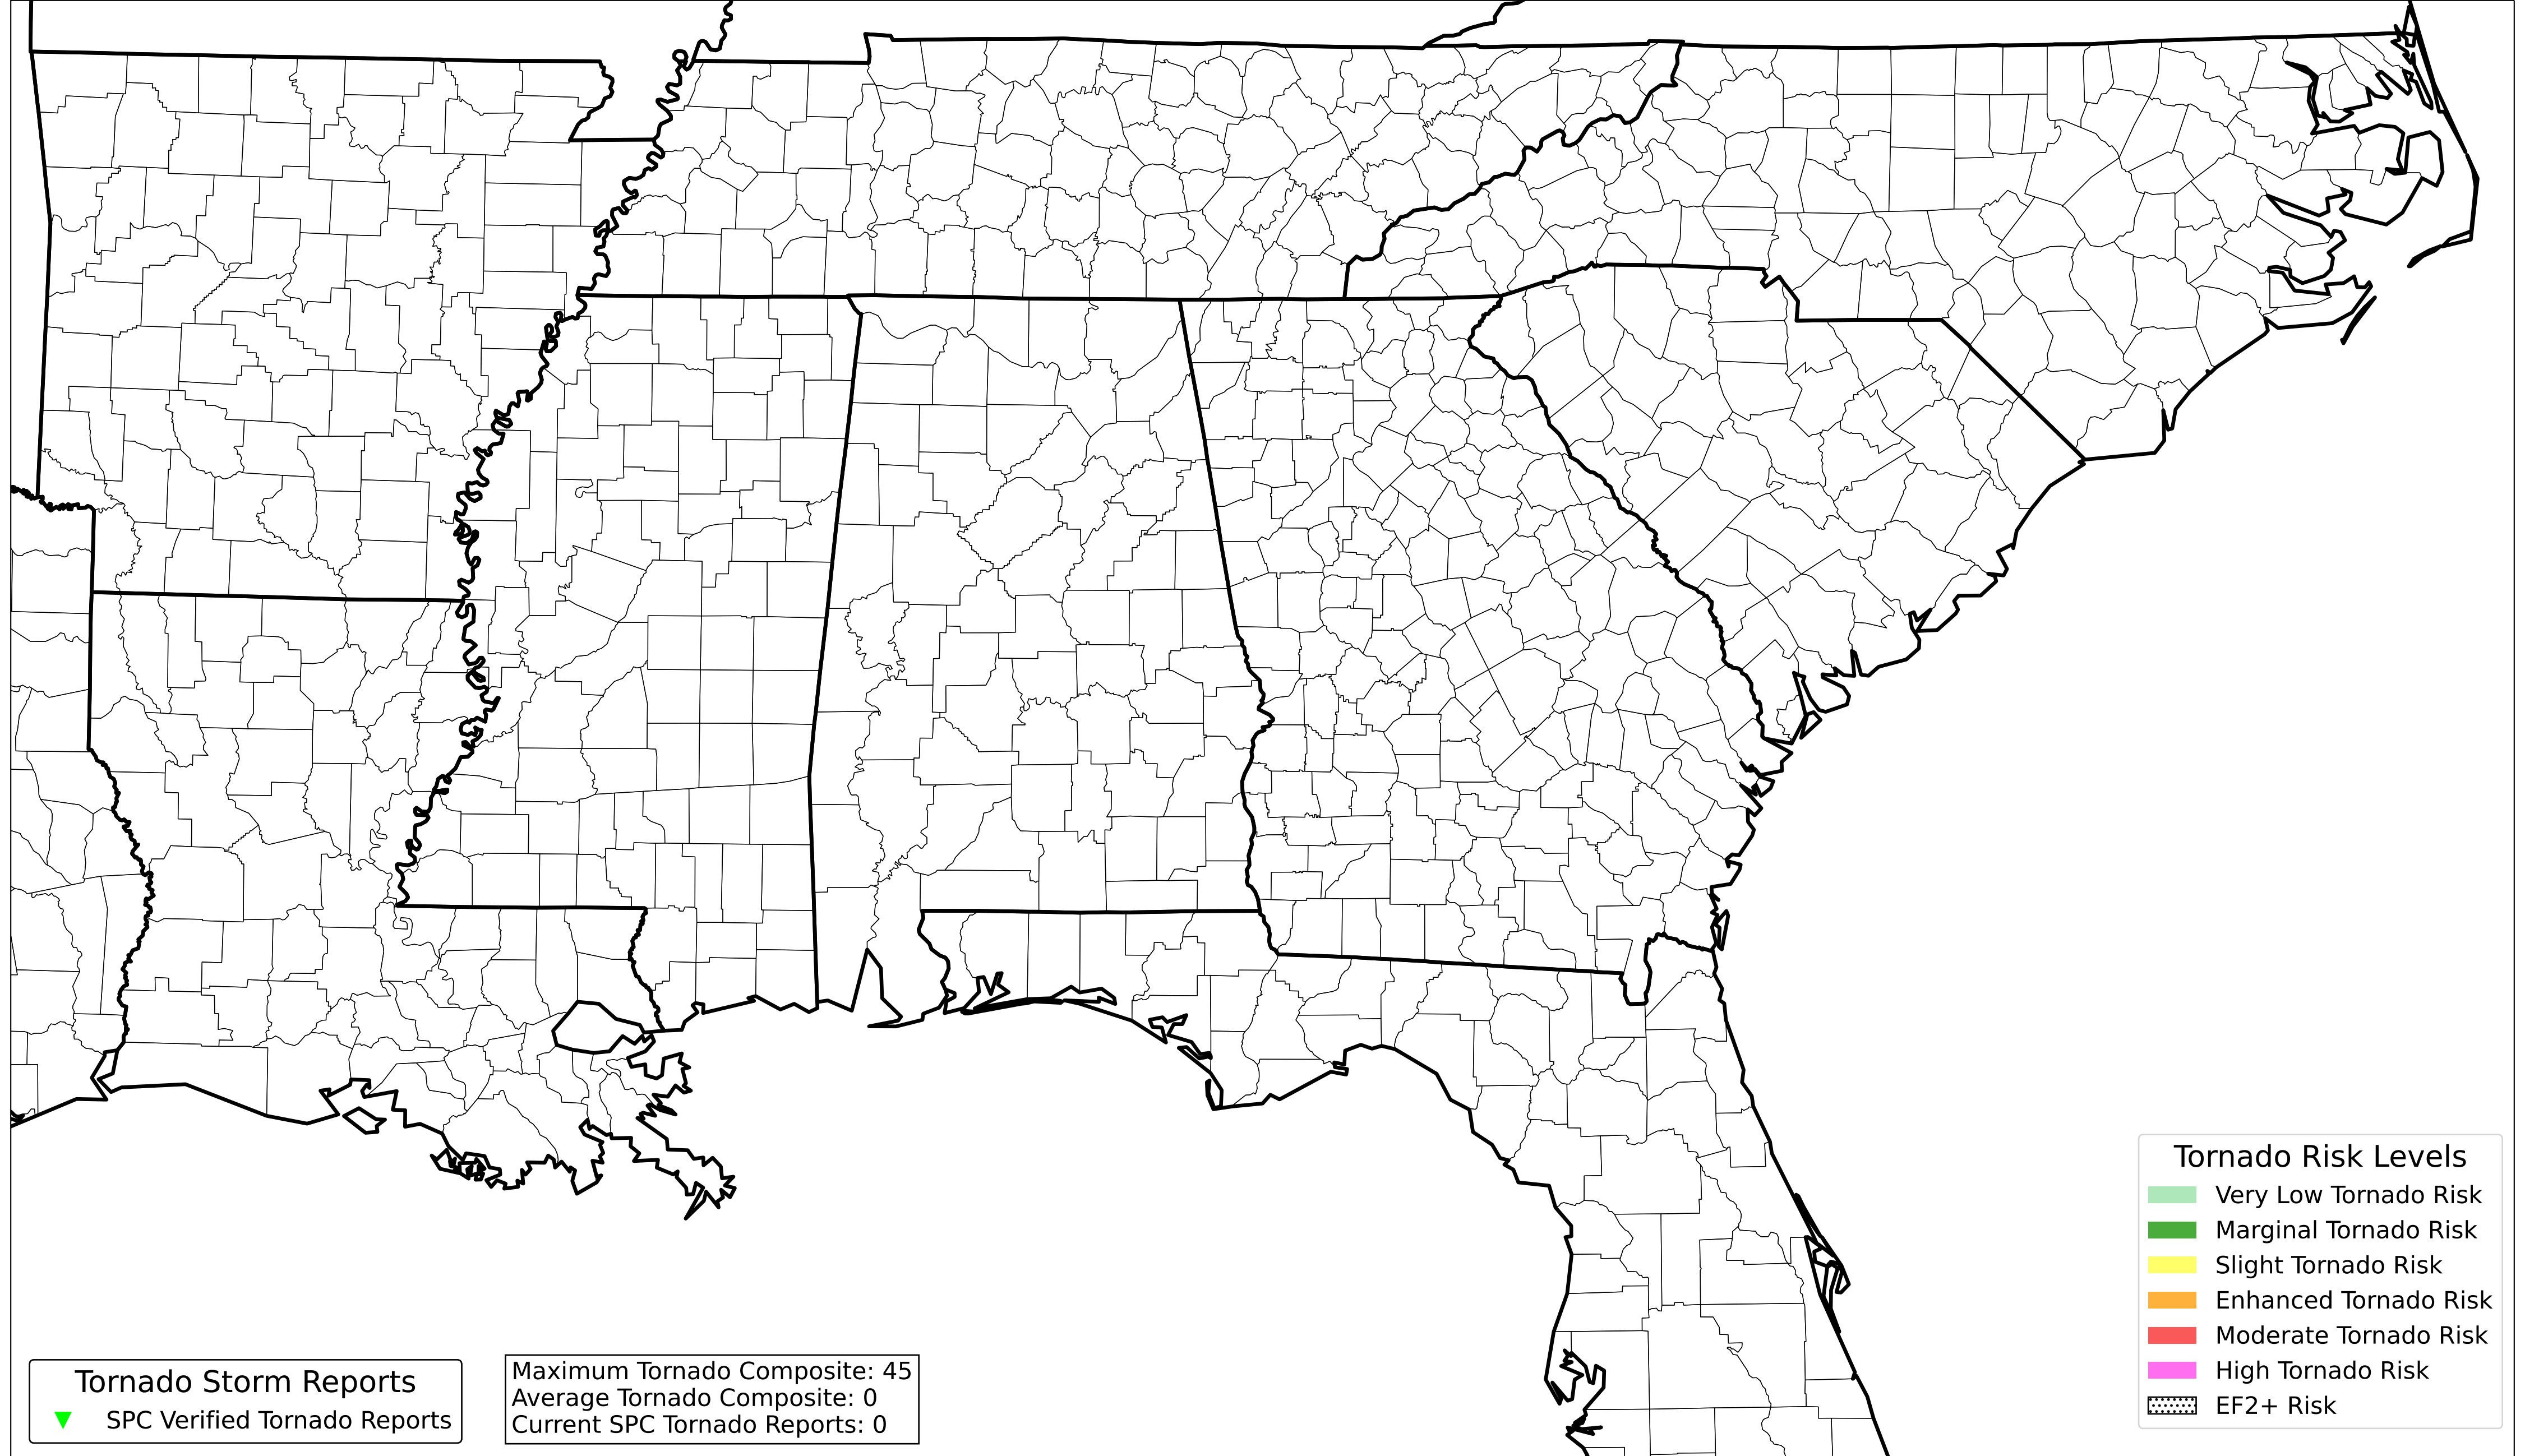 Tornado Storm Reports
SPC Verified Tornado Reports
Maximum Tornado Composite: 45
Average Tornado Composite: 0
Current SPC Tornado Reports: 0
Tornado Risk Levels
Very Low Tornado Risk
Marginal Tornado Risk
Slight Tornado Risk
Enhanced Tornado Risk
Moderate Tornado Risk
High Tornado Risk
EF2+ Risk